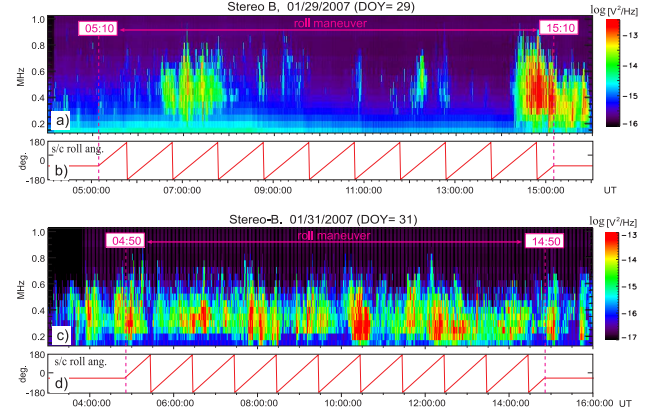 Stereo B, 01/29/2007 (DOY= 29)
log [V²/Hz]
roll maneuver
05:10
15:10
1.0
0.8
0.6
0.4
0.2
MHz
a)
-13
-14
-15
-16
b)
s/c roll ang.
180
deg.
-180
05:00:00 07:00:00 09:00:00 11:00:00 13:00:00 15:00:00 UT
Stereo-B. 01/31/2007 (DOY= 31)
log [V²/Hz]
roll maneuver
04:50
14:50
1.0
0.8
0.6
0.4
0.2
MHz
c)
-13
-14
-15
-16
-17
d)
s/c roll ang.
180
deg.
-180
04:00:00 06:00:00 08:00:00 10:00:00 12:00:00 14:00:00 16:00:00
UT